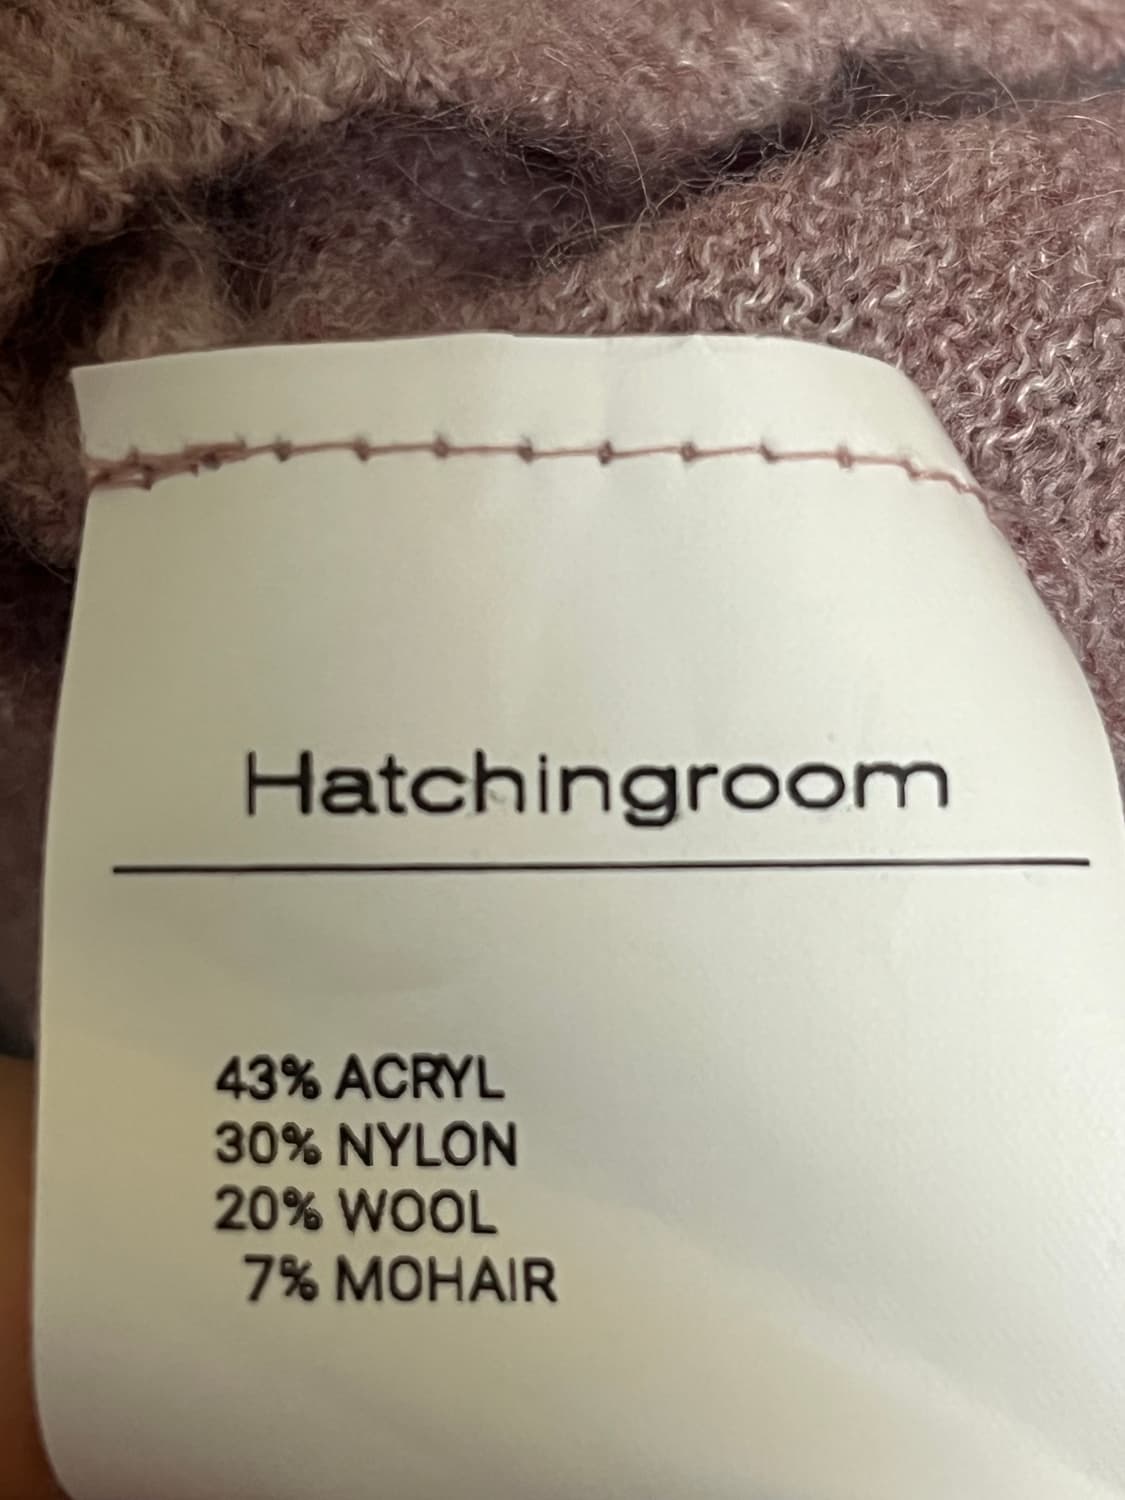 Hatchingroom
43% ACRYL
30% NYLON
20% WOOL
7% MOHAIR